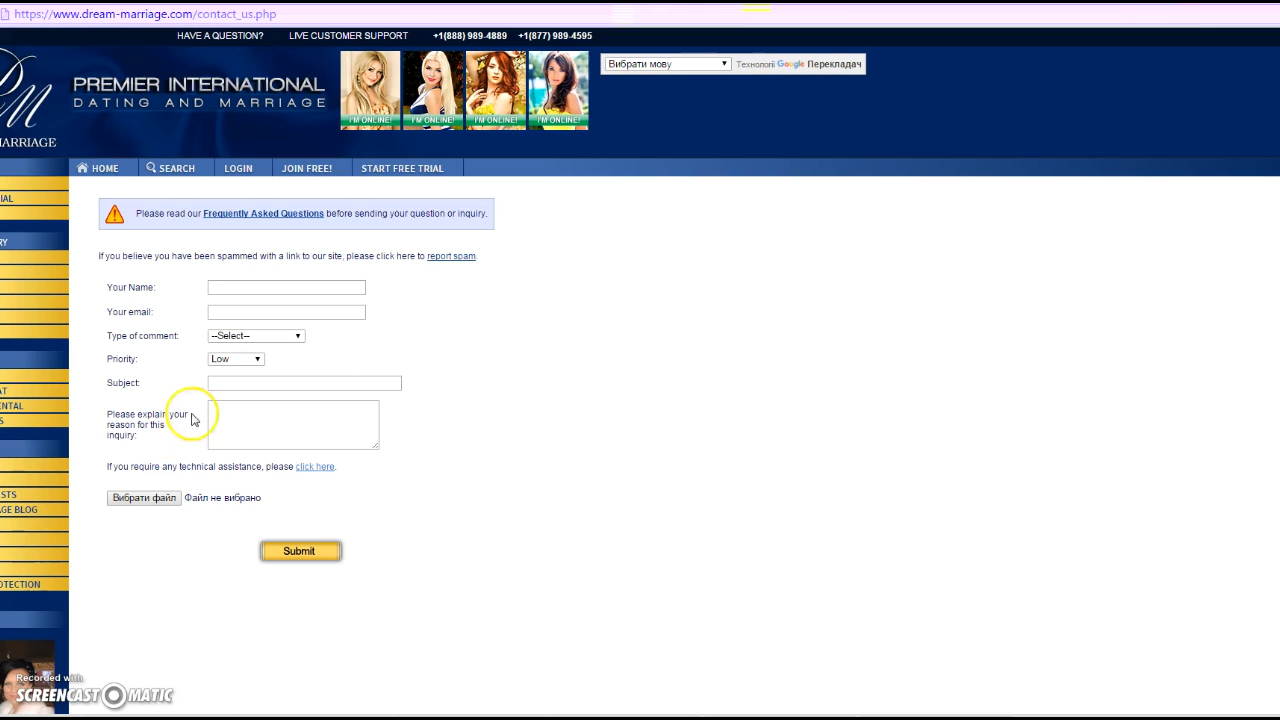 https://www.dream-marriage.com/contact_us.php
HAVE A QUESTION? LIVE CUSTOMER SUPPORT +1(888) 989-4889 +1(877) 989-4595
Вибрати мову Технології Google Перекладач
PREMIER INTERNATIONAL
DATING AND MARRIAGE
I'M ONLINE! I'M ONLINE! I'M ONLINE! I'M ONLINE!
MARRIAGE
HOME SEARCH LOGIN JOIN FREE! START FREE TRIAL
IAL
Please read our Frequently Asked Questions before sending your question or inquiry.
RY
If you believe you have been spammed with a link to our site, please click here to report spam.
Your Name:
Your email:
Type of comment: --Select--
Priority: Low
Subject:
AT
ENTAL
S
Please explain your
reason for this
inquiry:
If you require any technical assistance, please click here.
Вибрати файл Файл не вибрано
STS
AGE BLOG
Submit
OTECTION
Recorded with
SCREENCAST MATIC